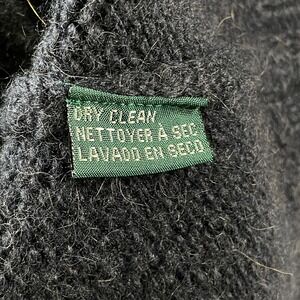 DRY CLEAN
NETTOYER À SEC
LAVADO EN SECO